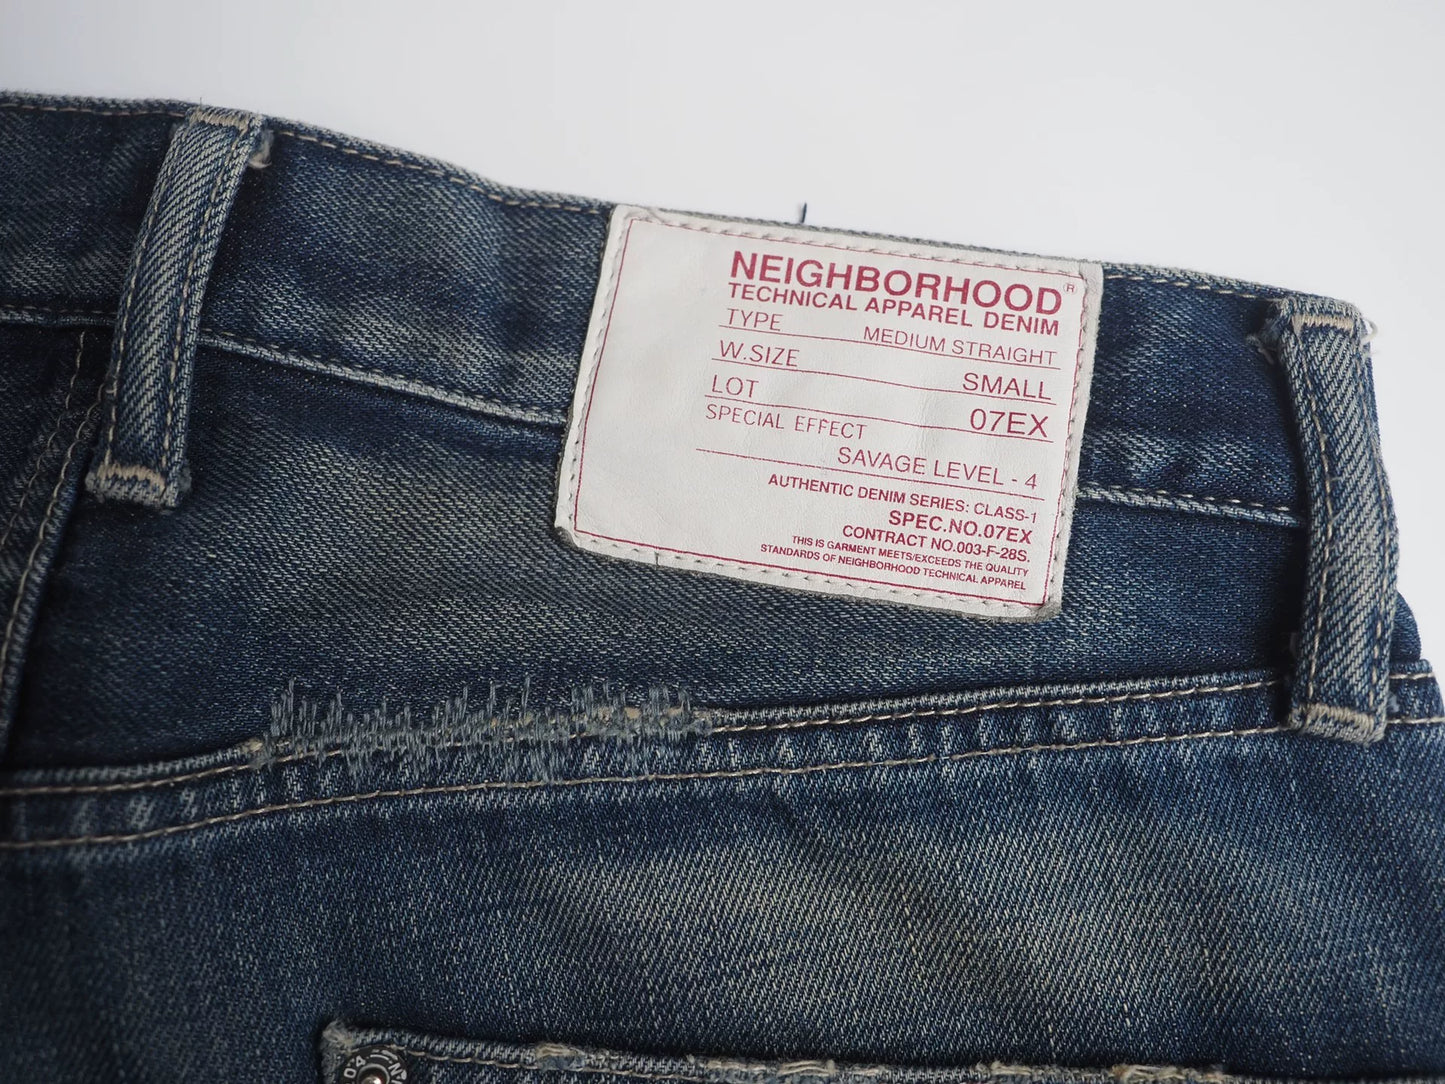 NEIGHBORHOOD®
TECHNICAL APPAREL DENIM
TYPE MEDIUM STRAIGHT
W.SIZE SMALL
LOT 07EX
SPECIAL EFFECT
SAVAGE LEVEL - 4
AUTHENTIC DENIM SERIES: CLASS-1
SPEC.NO.07EX
CONTRACT NO.003-F-28S.
THIS IS GARMENT MEETS/EXCEEDS THE QUALITY
STANDARDS OF NEIGHBORHOOD TECHNICAL APPAREL